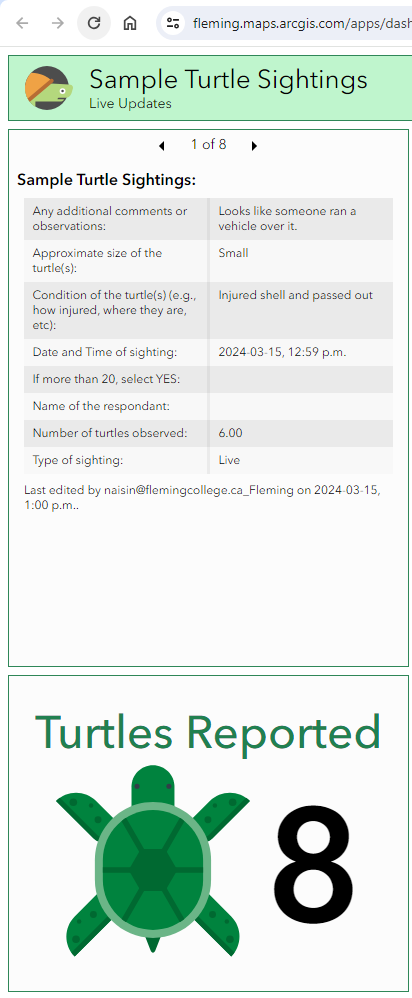 fleming.maps.arcgis.com/apps/dash
Sample Turtle Sightings
Live Updates
1 of 8
Sample Turtle Sightings:
Any additional comments or
observations:
Looks like someone ran a
vehicle over it.
Approximate size of the
turtle(s):
Small
Condition of the turtle(s) (e.g.,
how injured, where they are,
etc):
Injured shell and passed out
Date and Time of sighting:
2024-03-15, 12:59 p.m.
If more than 20, select YES:
Name of the respondant:
Number of turtles observed:
6.00
Type of sighting:
Live
Last edited by naisin@flemingcollege.ca_Fleming on 2024-03-15,
1:00 p.m..
Turtles Reported
8